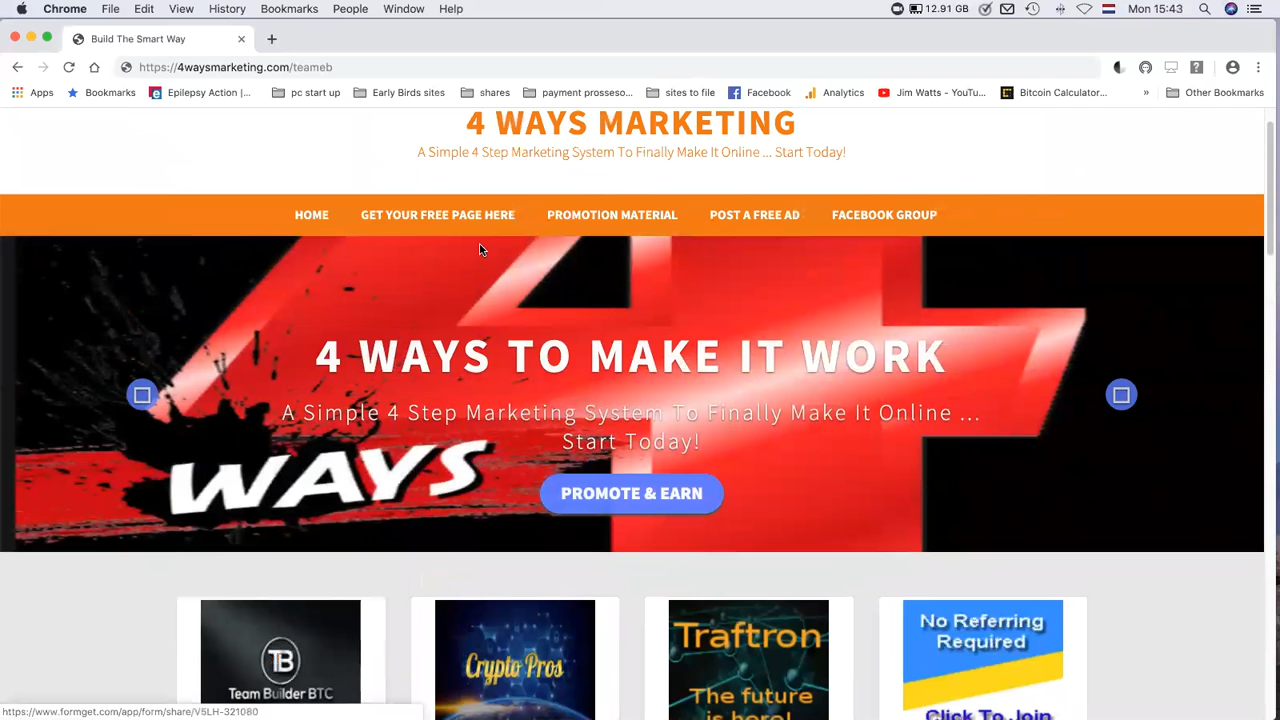 Chrome File Edit View History Bookmarks People Window Help 12.91 GB Mon 15:43
Build The Smart Way
https://4waysmarketing.com/teameb
Apps Bookmarks Epilepsy Action |... pc start up Early Birds sites shares payment prosseso... sites to file Facebook Analytics Jim Watts - YouTu... Bitcoin Calculator... » Other Bookmarks
4 WAYS MARKETING
A Simple 4 Step Marketing System To Finally Make It Online ... Start Today!
HOME GET YOUR FREE PAGE HERE PROMOTION MATERIAL POST A FREE AD FACEBOOK GROUP
4 WAYS TO MAKE IT WORK
A Simple 4 Step Marketing System To Finally Make It Online ...
Start Today!
WAYS
PROMOTE & EARN
TB
Team Builder BTC
Crypto Pros
Traftron
The future
is here!
No Referring
Required
Click To Join
https://www.formget.com/app/form/share/V5LH-321080